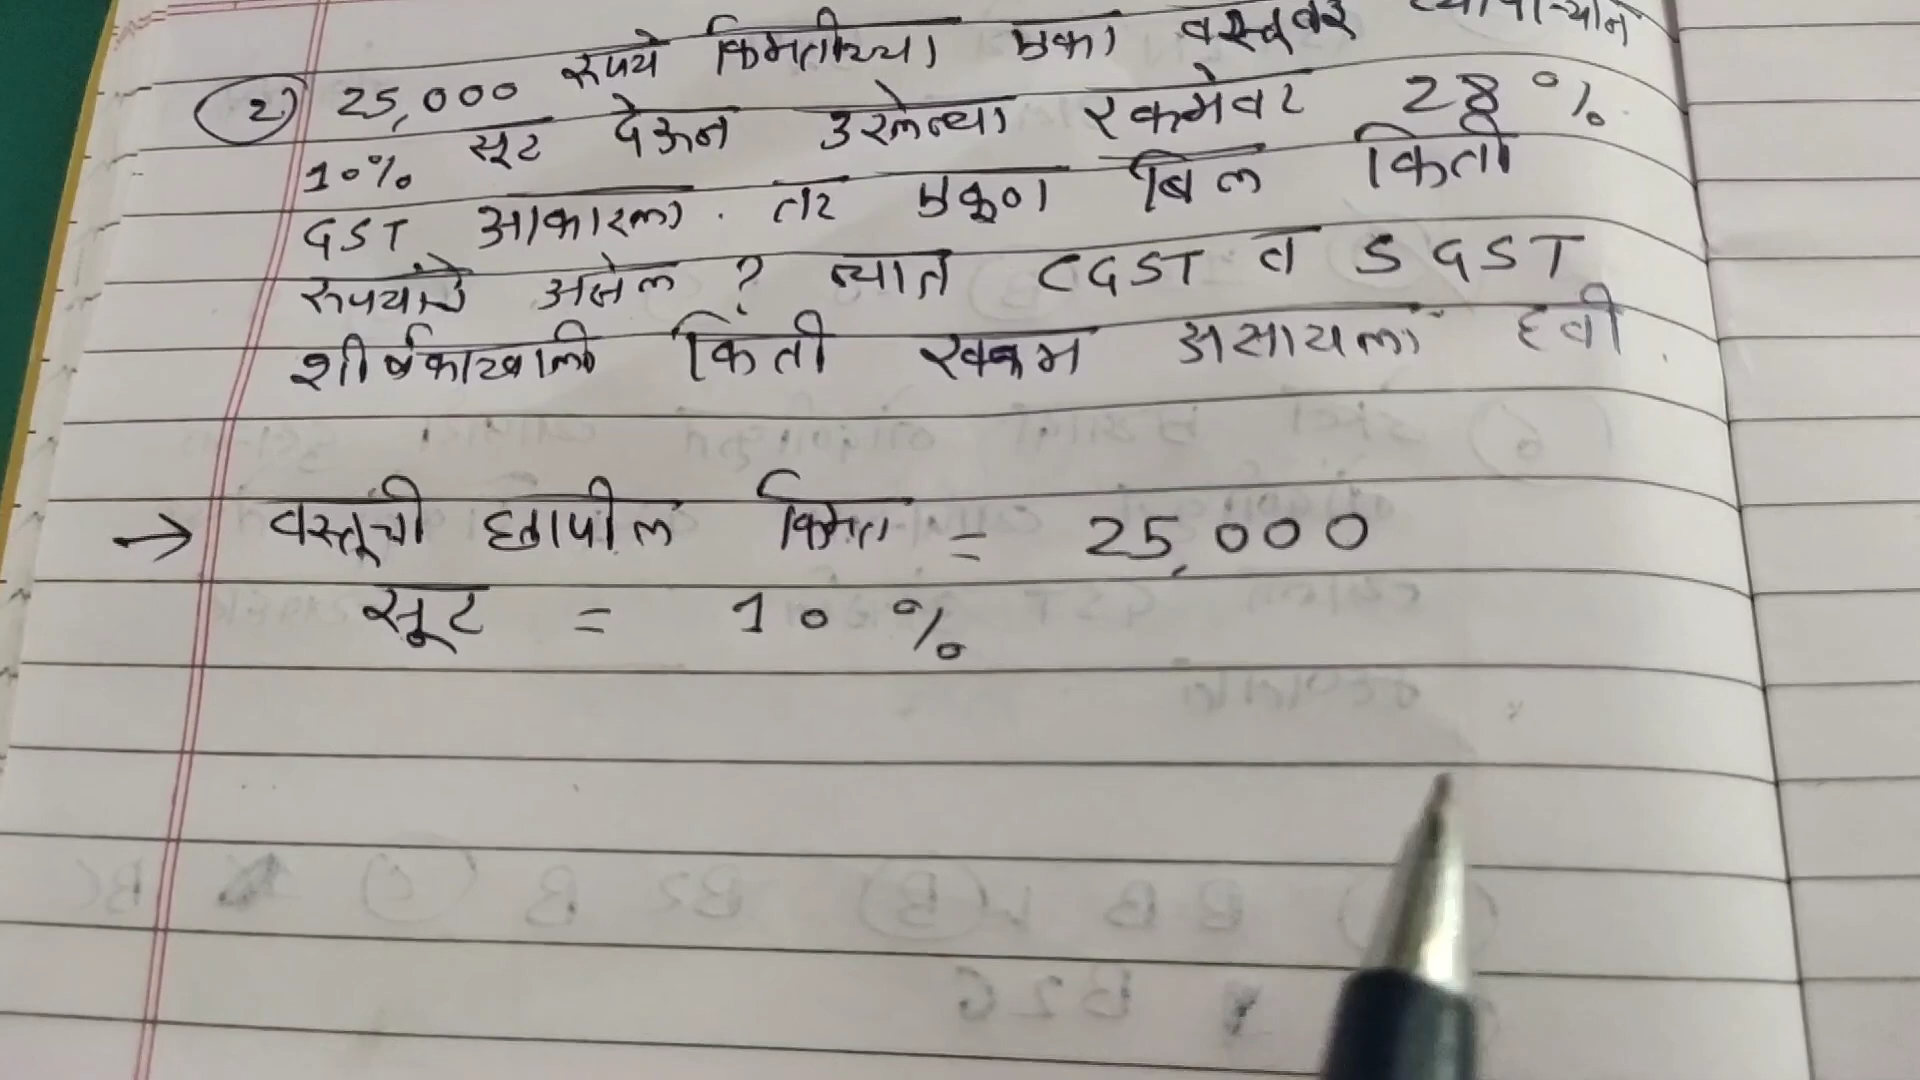 2) 25,000 रुपये किमतीच्या एका वस्तूवर
10% सूट देऊन उरलेल्या रकमेवर 28%
GST आकारला. तर एकूण बिल किती
रुपयांचे असेल ? त्यात CGST व SGST
शीर्षकाखाली किती रक्कम असायला हवी.
→ वस्तूची छापील किंमत = 25,000
सूट = 10%